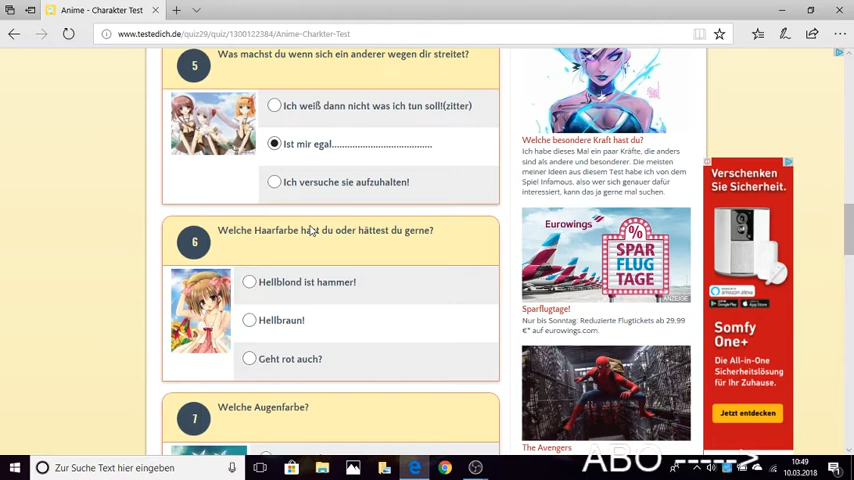 Anime - Charakter Test
www.testedich.de/quiz29/quiz/1300122384/Anime-Charkter-Test
5
Was machst du wenn sich ein anderer wegen dir streitet?
Ich weiß dann nicht was ich tun soll!(zitter)
Ist mir egal.................................
Ich versuche sie aufzuhalten!
6
Welche Haarfarbe hast du oder hättest du gerne?
Hellblond ist hammer!
Hellbraun!
Geht rot auch?
7
Welche Augenfarbe?
Welche besondere Kraft hast du?
Ich habe dieses Mal ein paar Kräfte, die anders
sind als andere und besonderer. Die meisten
meiner Ideen aus diesem Test habe ich von dem
Spiel Infamous, also wer sich genauer dafür
interessiert, kann das ja gerne mal suchen.
Eurowings
%
SPAR
FLUG
TAGE
ANZEIGE
Sparflugtage!
Nur bis Sonntag: Reduzierte Flugtickets ab 29.99
€* auf eurowings.com.
The Avengers
Verschenken
Sie Sicherheit.
amazon alexa
App Store
Google Play
Somfy
One+
Die All-in-One
Sicherheitslösung
für Ihr Zuhause.
Jetzt entdecken
ABO ---->
Zur Suche Text hier eingeben
10:49
10.03.2018